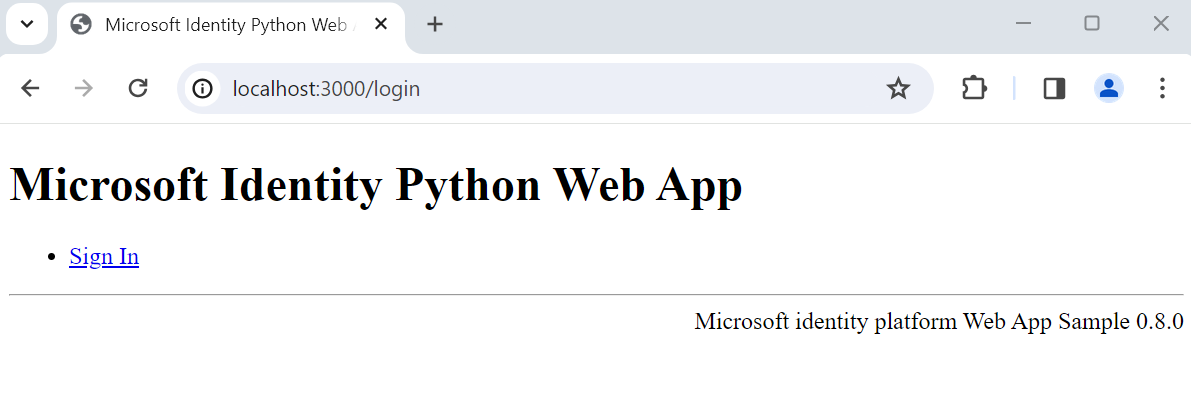 Microsoft Identity Python Web
localhost:3000/login
Microsoft Identity Python Web App
Sign In
Microsoft identity platform Web App Sample 0.8.0